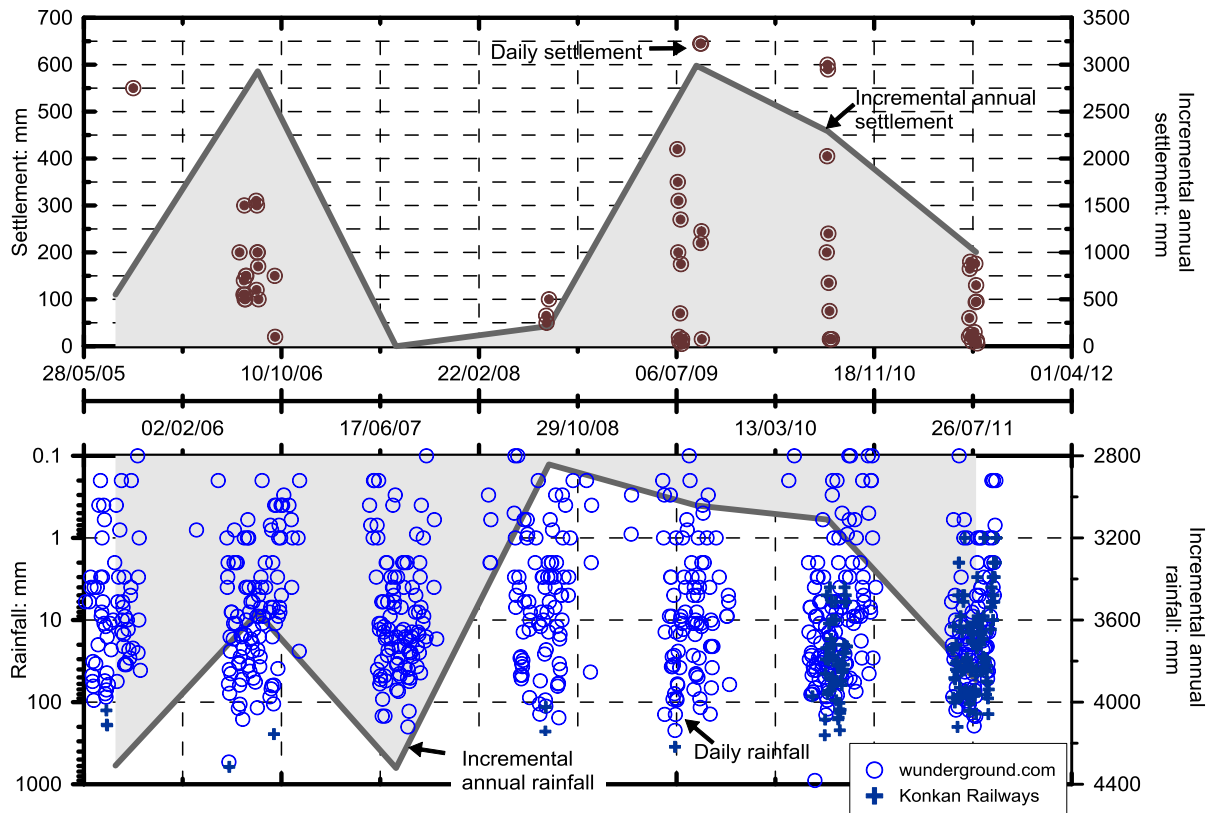 700
600
500
400
300
200
100
0
Settlement: mm
3500
3000
2500
2000
1500
1000
500
0
Incremental annual
settlement: mm
Daily settlement
Incremental annual
settlement
28/05/05
10/10/06
22/02/08
06/07/09
18/11/10
01/04/12
02/02/06
17/06/07
29/10/08
13/03/10
26/07/11
0.1
1
10
100
1000
Rainfall: mm
2800
3200
3600
4000
4400
Incremental annual
rainfall: mm
Incremental
annual rainfall
Daily rainfall
wunderground.com
Konkan Railways